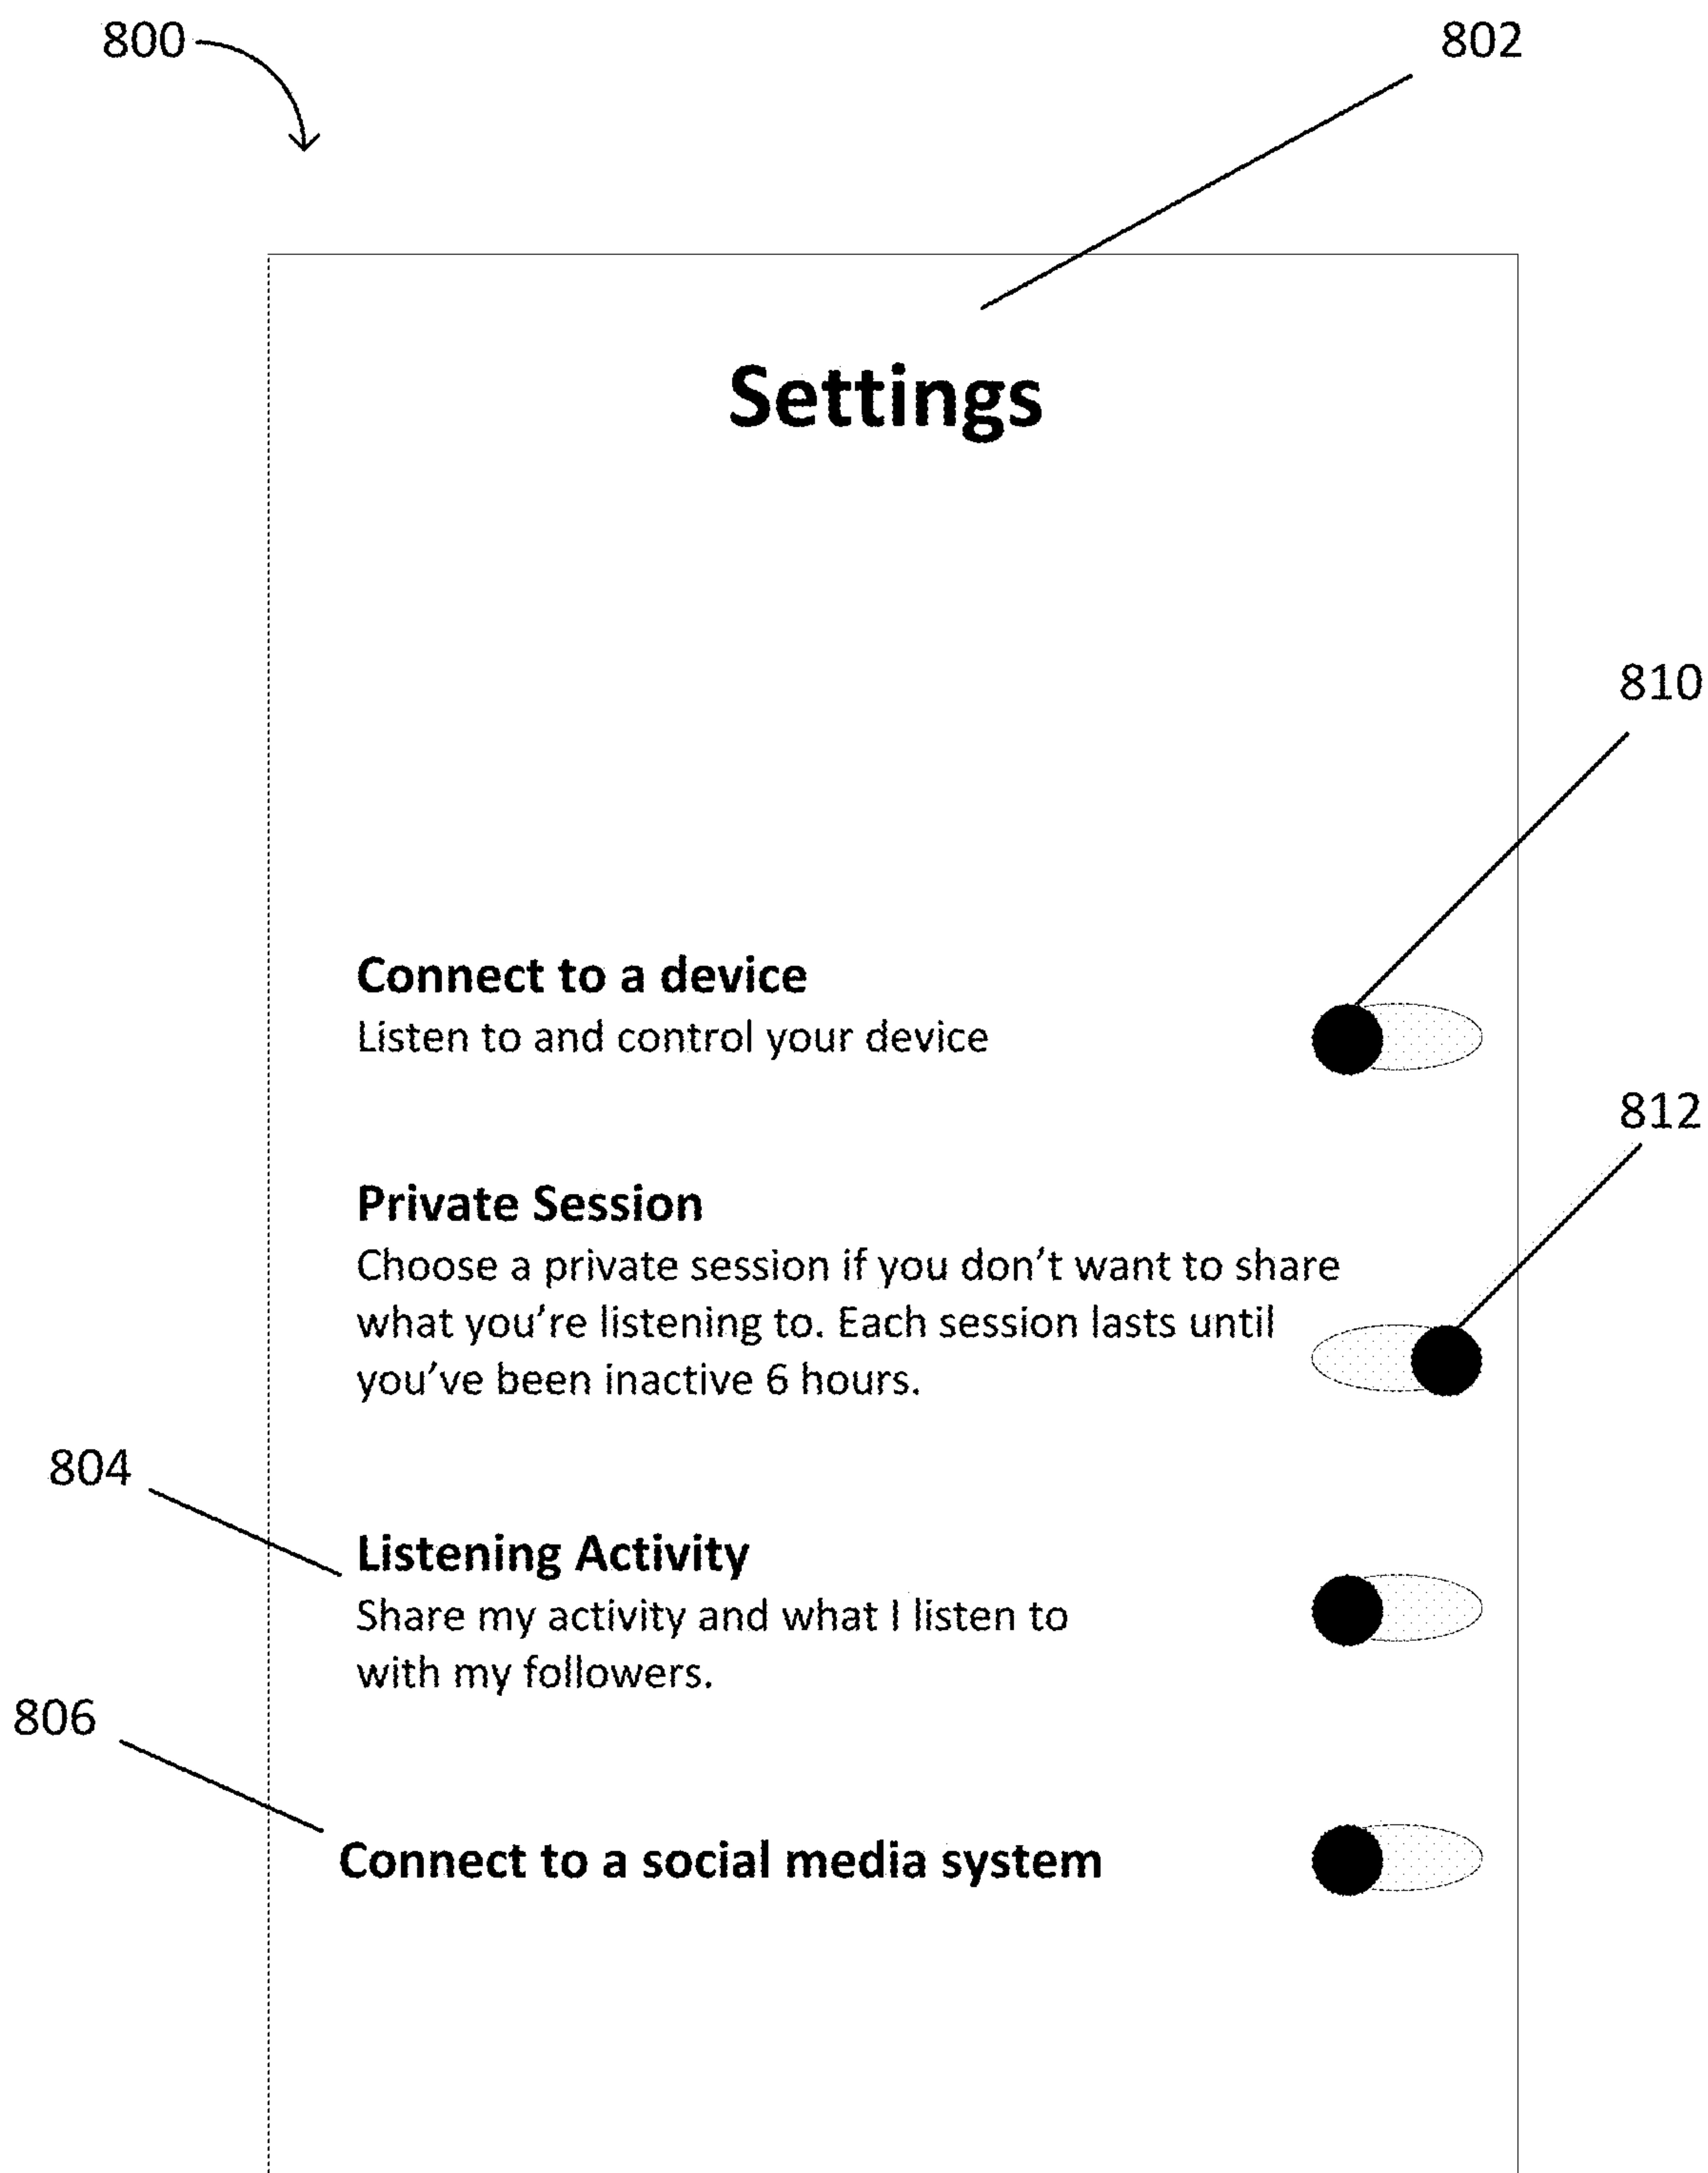 800
802
Settings
810
Connect to a device
Listen to and control your device
812
Private Session
Choose a private session if you don't want to share
what you're listening to. Each session lasts until
you've been inactive 6 hours.
804
Listening Activity
Share my activity and what I listen to
with my followers.
806
Connect to a social media system